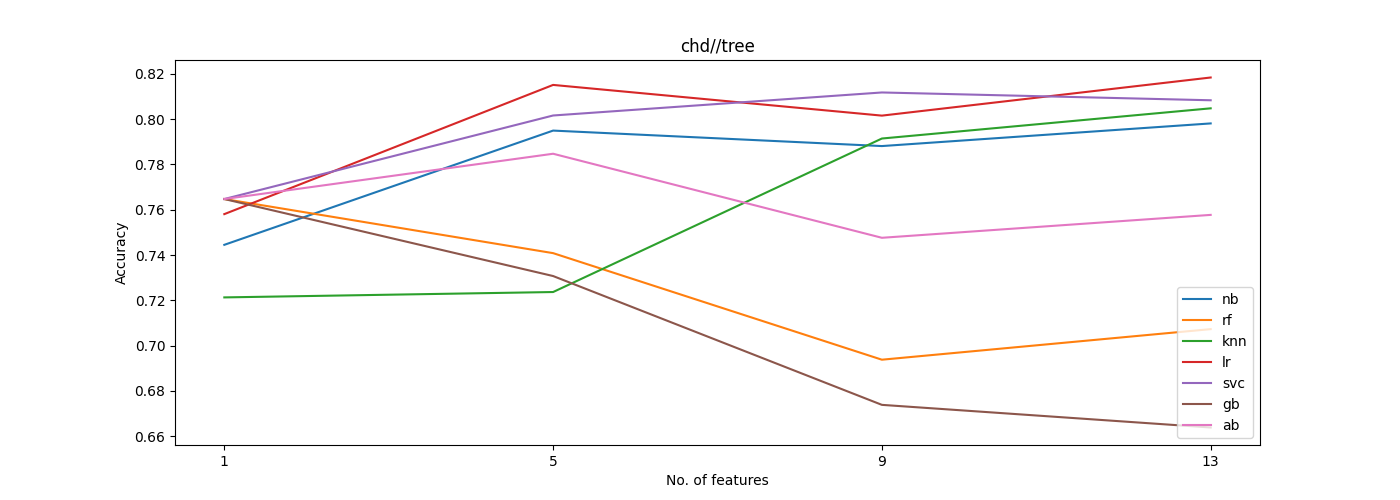 chd//tree
Accuracy
0.82
0.80
0.78
0.76
0.74
0.72
0.70
0.68
0.66
1 5 9 13
No. of features
nb
rf
knn
lr
svc
gb
ab